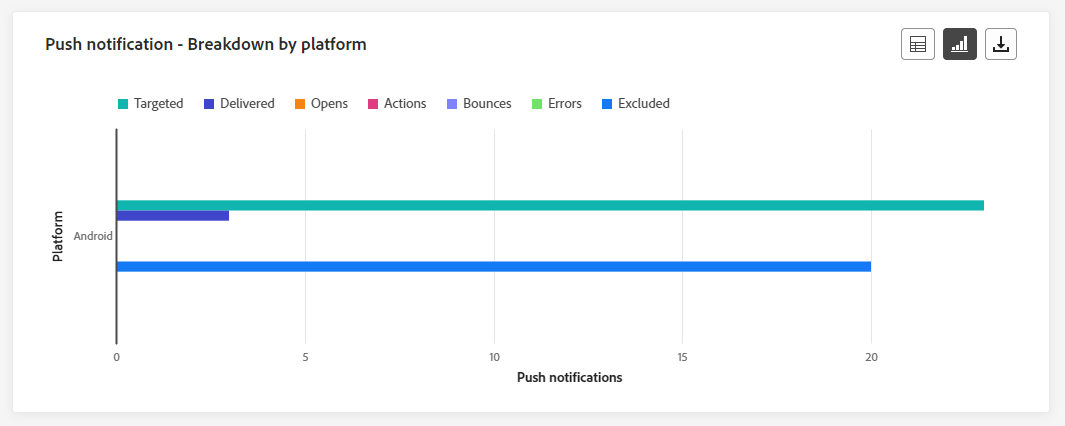 Push notification - Breakdown by platform
Targeted Delivered Opens Actions Bounces Errors Excluded
Platform
Android
0 5 10 15 20
Push notifications